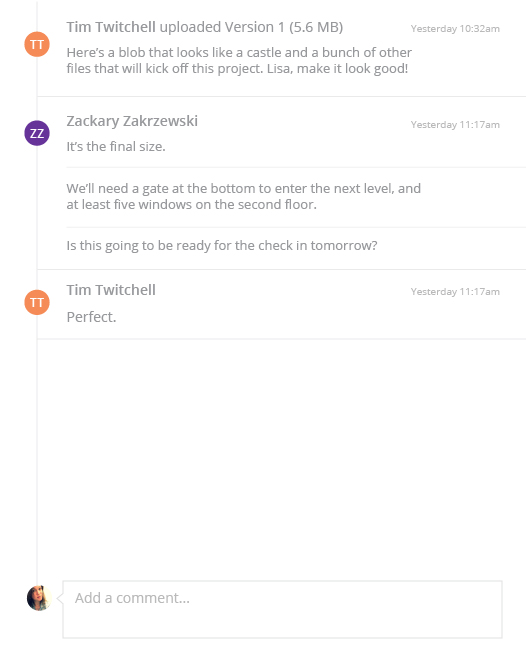 Tim Twitchell uploaded Version 1 (5.6 MB)
Yesterday 10:32am
TT
Here's a blob that looks like a castle and a bunch of other
files that will kick off this project. Lisa, make it look good!
Zackary Zakrzewski
Yesterday 11:17am
ZZ
It's the final size.
We'll need a gate at the bottom to enter the next level, and
at least five windows on the second floor.
Is this going to be ready for the check in tomorrow?
Tim Twitchell
Yesterday 11:17am
TT
Perfect.
Add a comment...